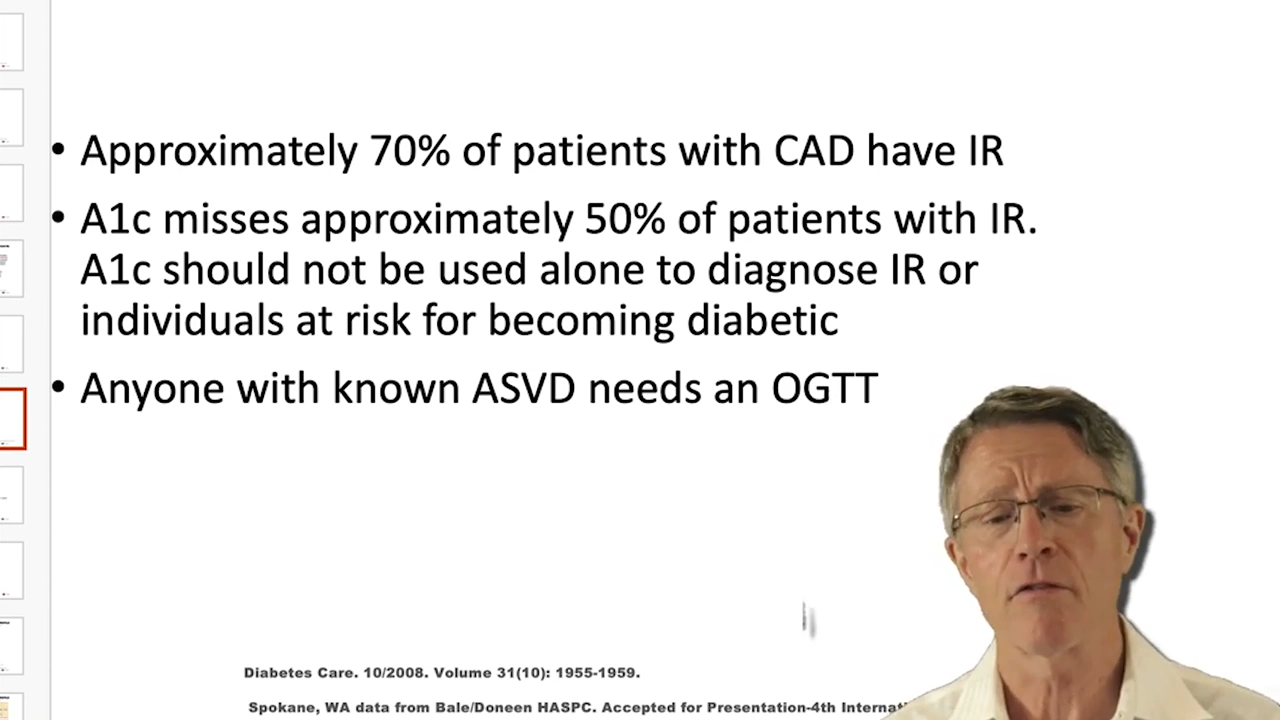 • Approximately 70% of patients with CAD have IR
• A1c misses approximately 50% of patients with IR.
A1c should not be used alone to diagnose IR or
individuals at risk for becoming diabetic
• Anyone with known ASVD needs an OGTT
Diabetes Care. 10/2008. Volume 31(10): 1955-1959.
Spokane, WA data from Bale/Doneen HASPC. Accepted for Presentation-4th